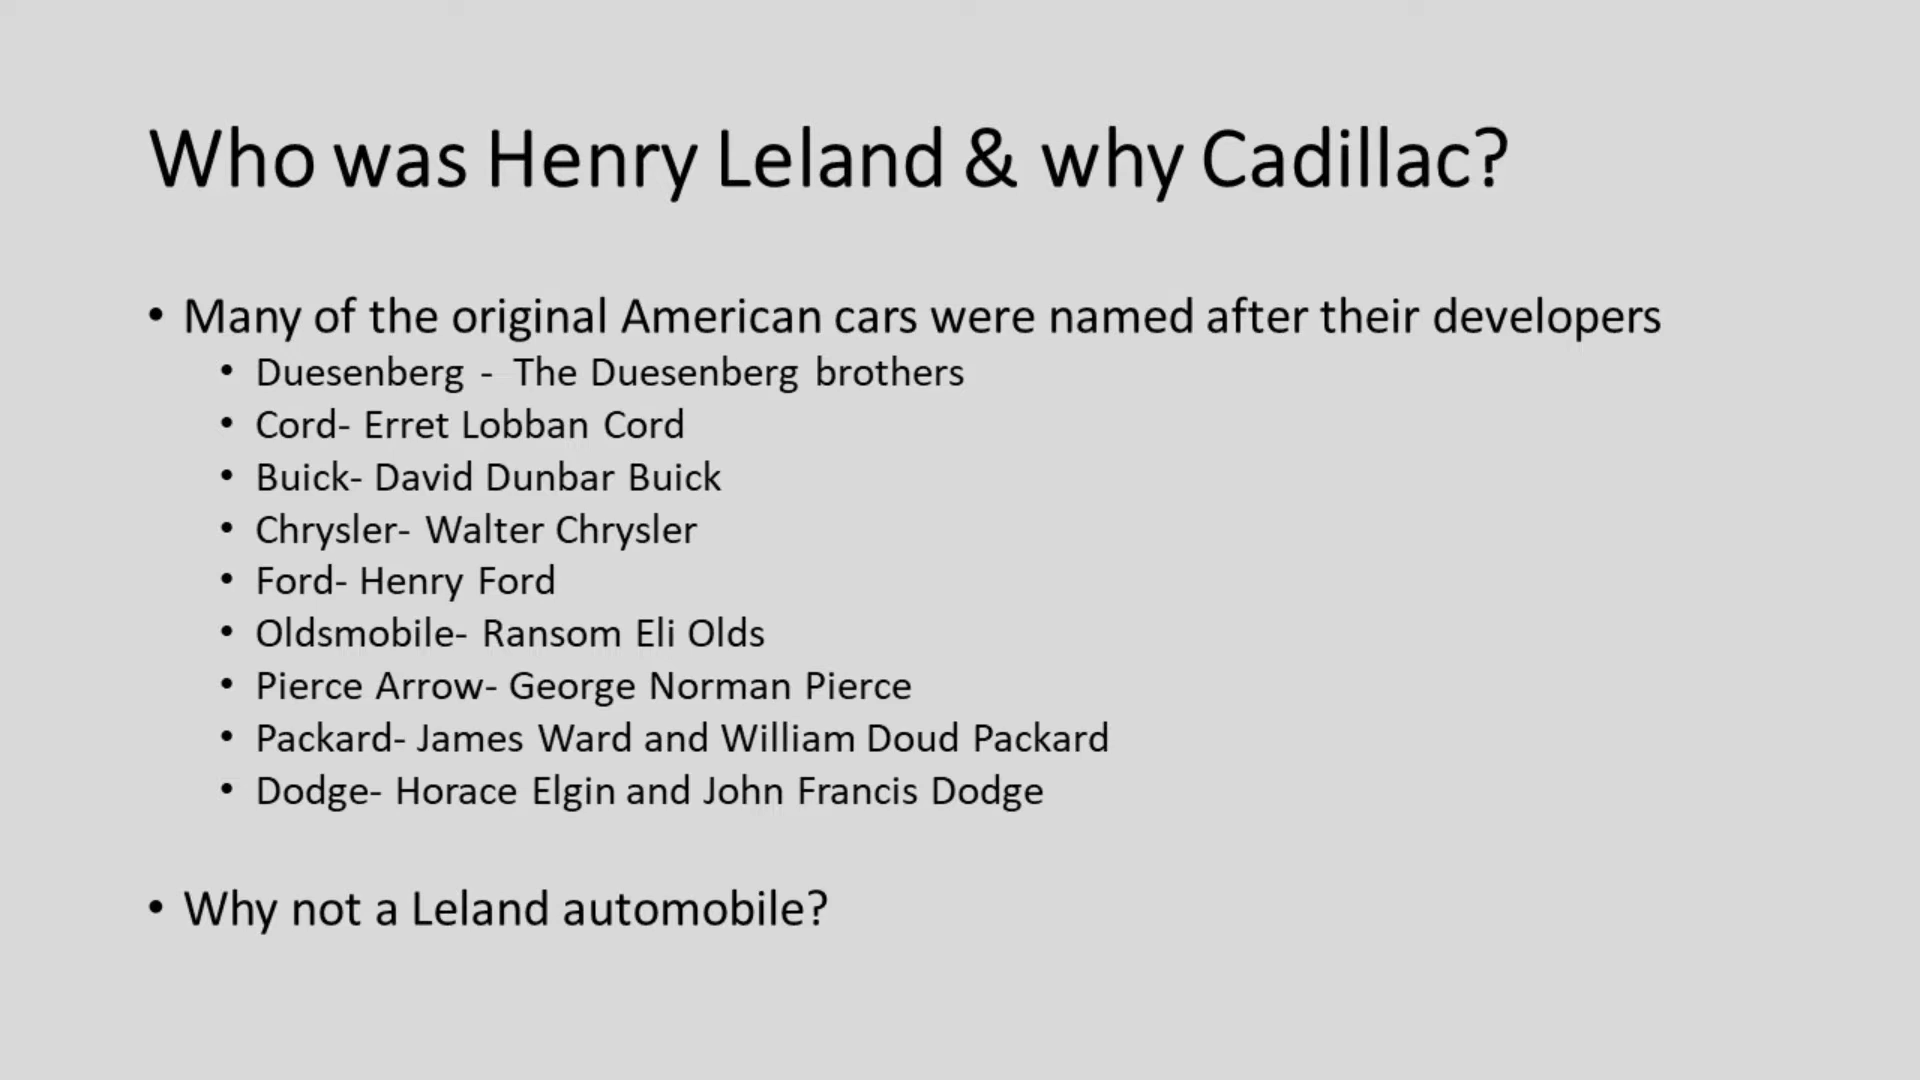 Who was Henry Leland & why Cadillac?
• Many of the original American cars were named after their developers
• Duesenberg - The Duesenberg brothers
• Cord- Erret Lobban Cord
• Buick- David Dunbar Buick
• Chrysler- Walter Chrysler
• Ford- Henry Ford
• Oldsmobile- Ransom Eli Olds
• Pierce Arrow- George Norman Pierce
• Packard- James Ward and William Doud Packard
• Dodge- Horace Elgin and John Francis Dodge
• Why not a Leland automobile?